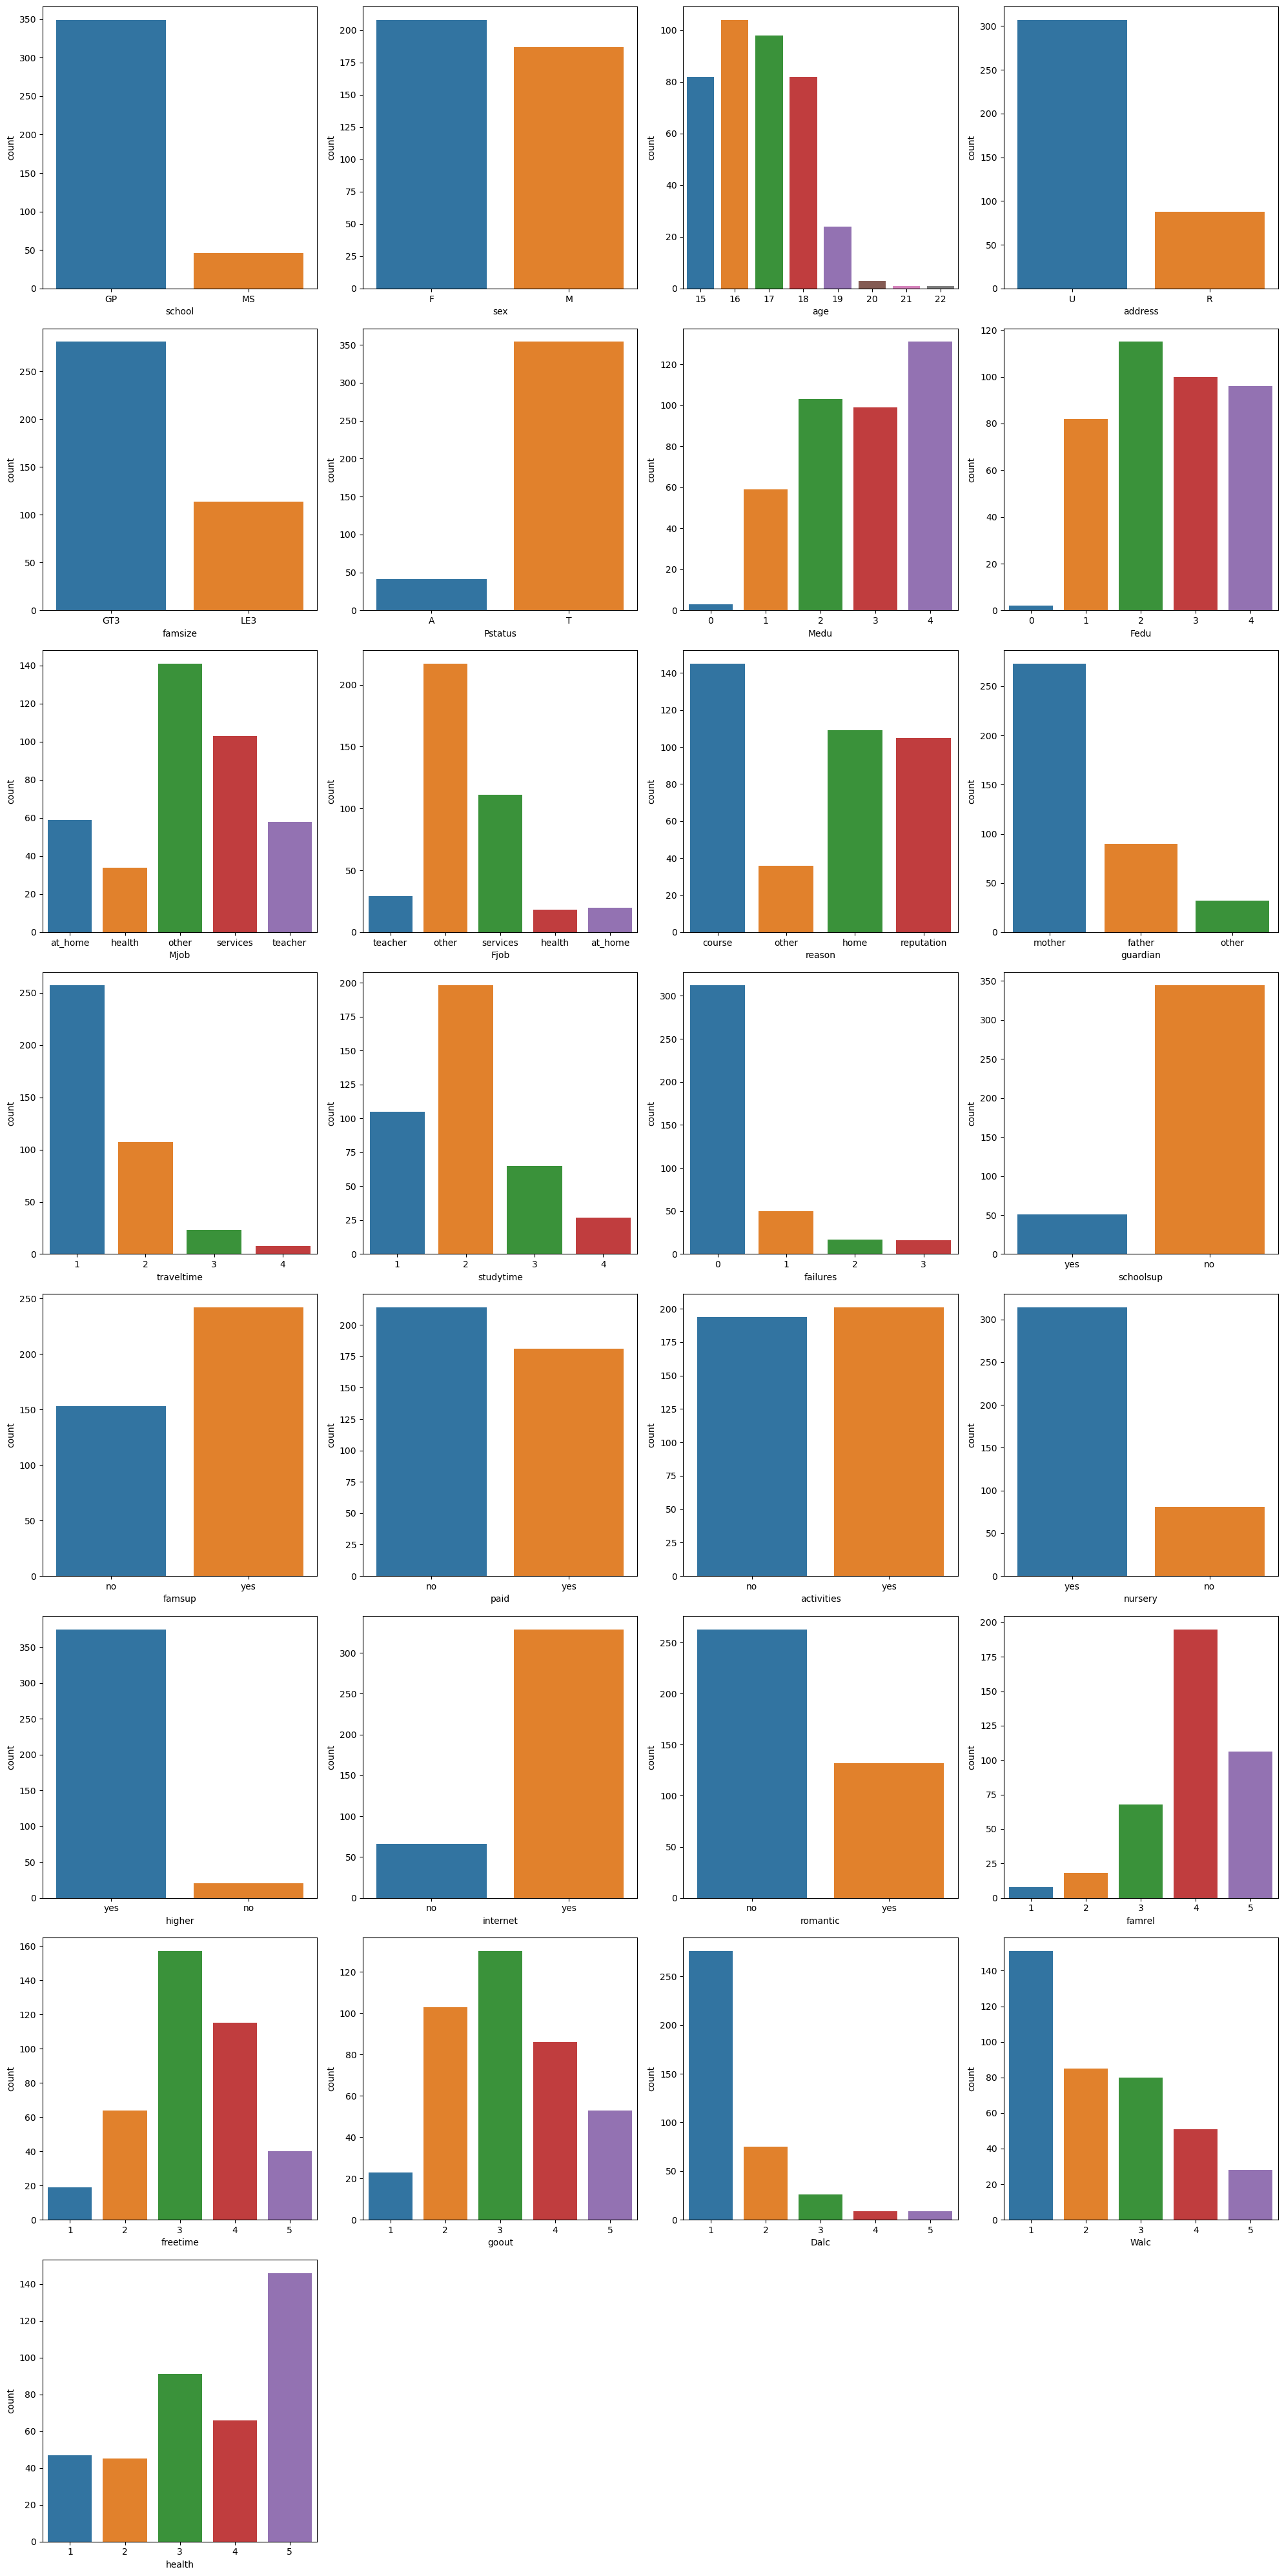 350
300
250
200
150
100
50
0
count
GP MS
school
200
175
150
125
100
75
50
25
0
count
F M
sex
100
80
60
40
20
0
count
15 16 17 18 19 20 21 22
age
300
250
200
150
100
50
0
count
U R
address
250
200
150
100
50
0
count
GT3 LE3
famsize
350
300
250
200
150
100
50
0
count
A T
Pstatus
120
100
80
60
40
20
0
count
0 1 2 3 4
Medu
120
100
80
60
40
20
0
count
0 1 2 3 4
Fedu
140
120
100
80
60
40
20
0
count
at_home health other services teacher
Mjob
200
150
100
50
0
count
teacher other services health at_home
Fjob
140
120
100
80
60
40
20
0
count
course other home reputation
reason
250
200
150
100
50
0
count
mother father other
guardian
250
200
150
100
50
0
count
1 2 3 4
traveltime
200
175
150
125
100
75
50
25
0
count
1 2 3 4
studytime
300
250
200
150
100
50
0
count
0 1 2 3
failures
350
300
250
200
150
100
50
0
count
yes no
schoolsup
250
200
150
100
50
0
count
no yes
famsup
200
175
150
125
100
75
50
25
0
count
no yes
paid
200
175
150
125
100
75
50
25
0
count
no yes
activities
300
250
200
150
100
50
0
count
yes no
nursery
350
300
250
200
150
100
50
0
count
yes no
higher
300
250
200
150
100
50
0
count
no yes
internet
250
200
150
100
50
0
count
no yes
romantic
200
175
150
125
100
75
50
25
0
count
1 2 3 4 5
famrel
160
140
120
100
80
60
40
20
0
count
1 2 3 4 5
freetime
120
100
80
60
40
20
0
count
1 2 3 4 5
goout
250
200
150
100
50
0
count
1 2 3 4 5
Dalc
140
120
100
80
60
40
20
0
count
1 2 3 4 5
Walc
140
120
100
80
60
40
20
0
count
1 2 3 4 5
health